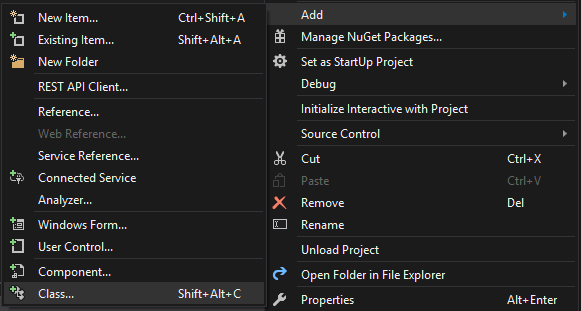 New Item... Ctrl+Shift+A
Existing Item... Shift+Alt+A
New Folder
REST API Client...
Reference...
Web Reference...
Service Reference...
Connected Service
Analyzer...
Windows Form...
User Control...
Component...
Class... Shift+Alt+C
Add
Manage NuGet Packages...
Set as StartUp Project
Debug
Initialize Interactive with Project
Source Control
Cut Ctrl+X
Paste Ctrl+V
Remove Del
Rename
Unload Project
Open Folder in File Explorer
Properties Alt+Enter